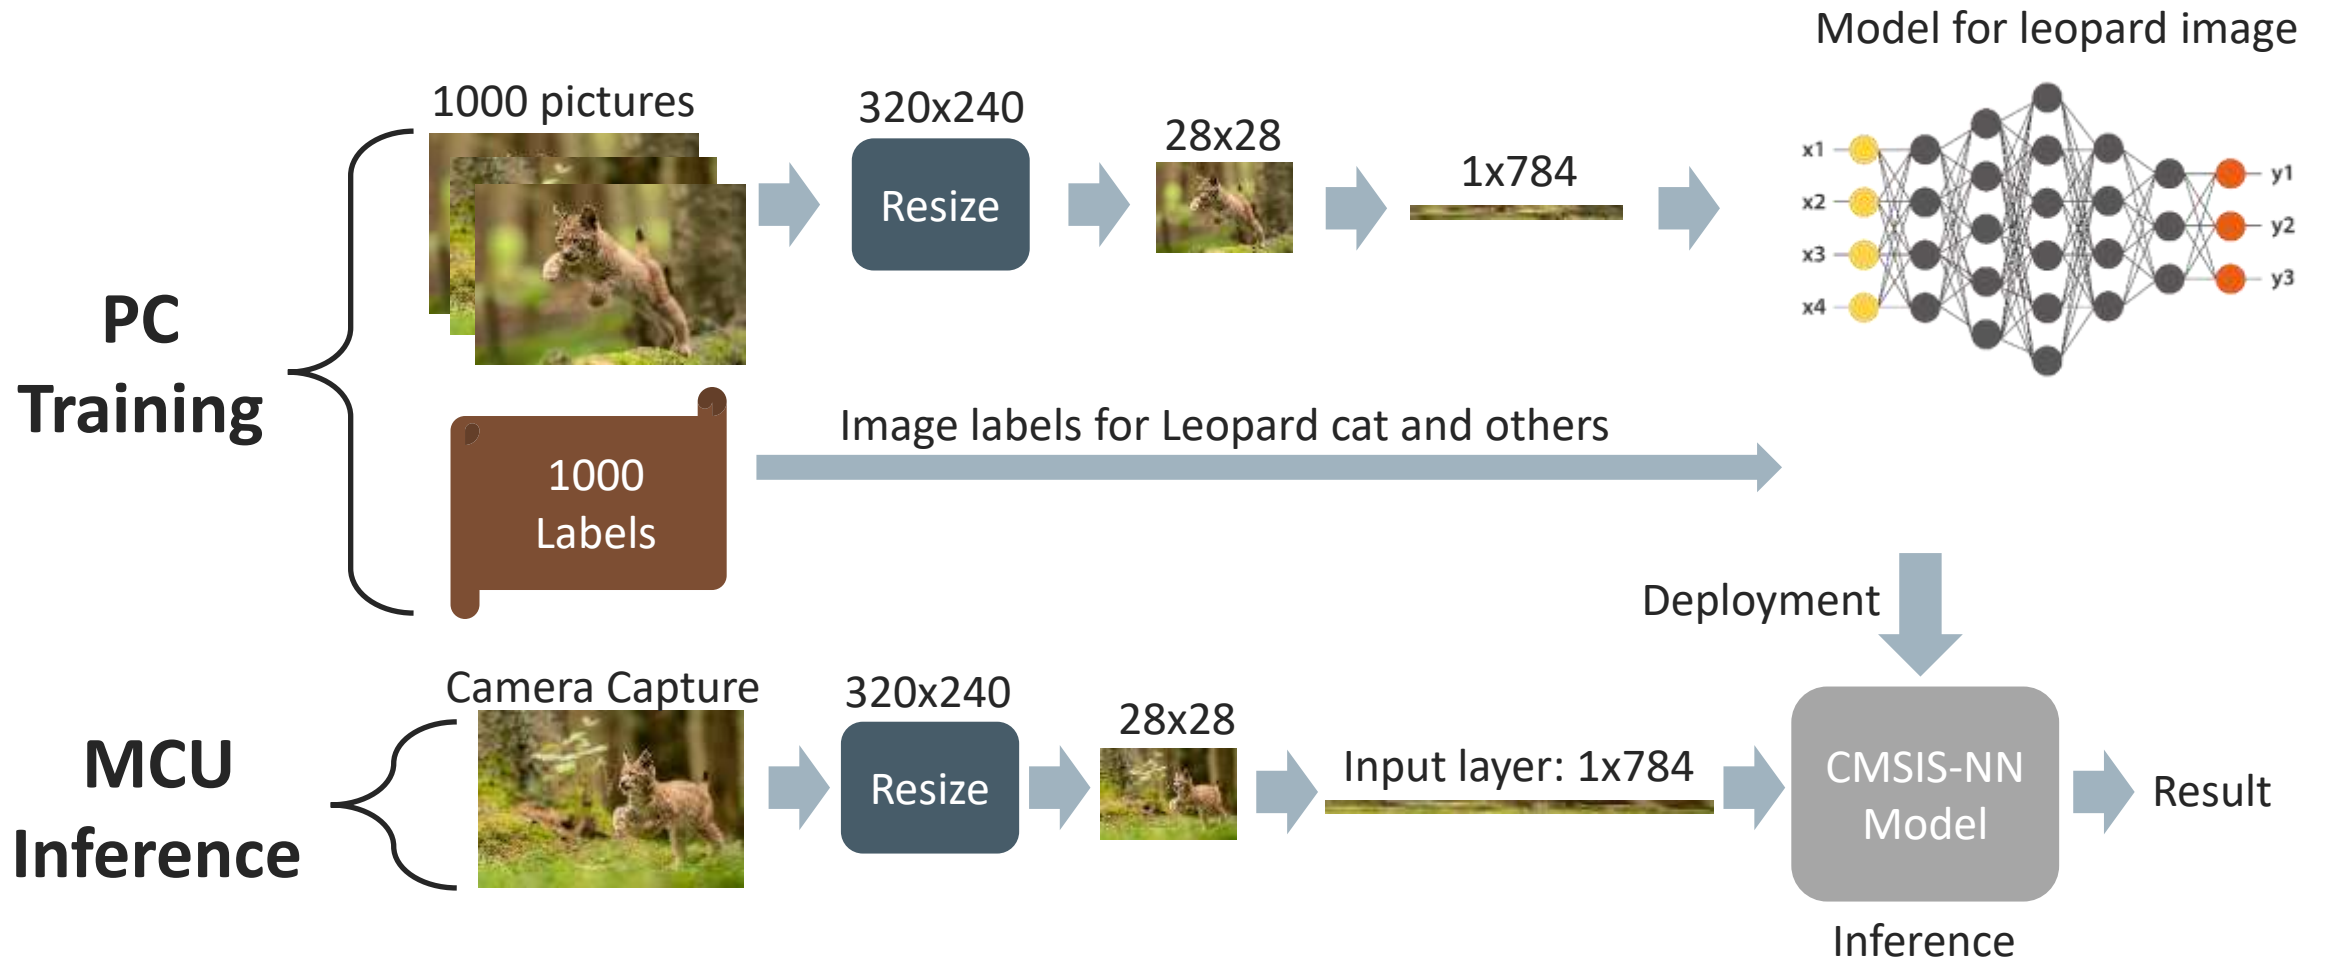 Model for leopard image
1000 pictures
320x240
28x28
1x784
Resize
x1
x2
x3
x4
y1
y2
y3
PC
Training
Image labels for Leopard cat and others
1000
Labels
Deployment
Camera Capture
320x240
28x28
MCU
Inference
Resize
Input layer: 1x784
CMSIS-NN
Model
Result
Inference